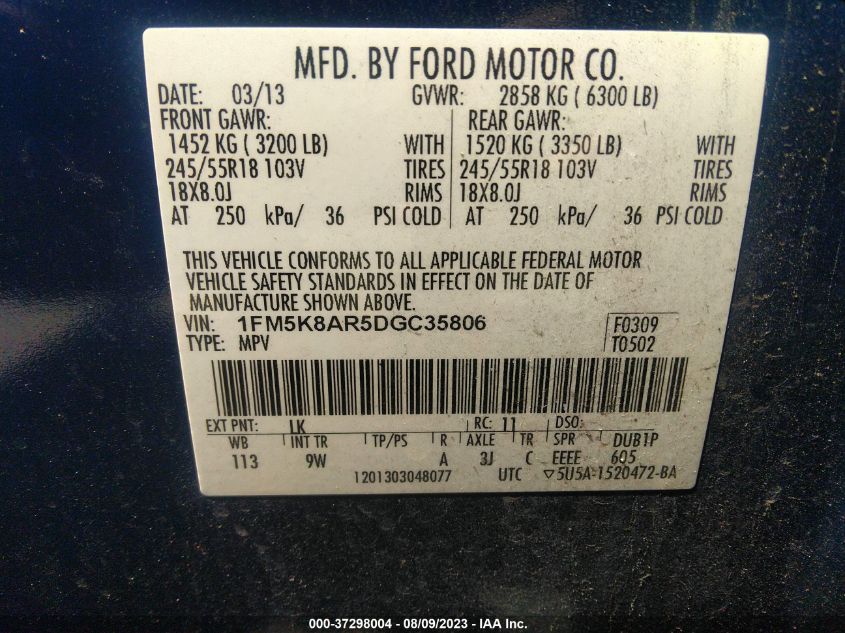 MFD. BY FORD MOTOR CO.
DATE: 03/13 GVWR: 2858 KG ( 6300 LB)
FRONT GAWR: REAR GAWR:
1452 KG ( 3200 LB) WITH 1520 KG ( 3350 LB) WITH
245/55R18 103V TIRES 245/55R18 103V TIRES
18X8.0J RIMS 18X8.0J RIMS
AT 250 kPa/ 36 PSI COLD AT 250 kPa/ 36 PSI COLD
THIS VEHICLE CONFORMS TO ALL APPLICABLE FEDERAL MOTOR
VEHICLE SAFETY STANDARDS IN EFFECT ON THE DATE OF
MANUFACTURE SHOWN ABOVE.
VIN: 1FM5K8AR5DGC35806 F0309
TYPE: MPV T0502
EXT PNT: LK RC: 11 DSO:
WB INT TR TP/PS R AXLE TR SPR DUB1P
113 9W A 3J C EEEE 605
1201303048077 UTC ▽5U5A-1520472-BA
000-37298004 - 08/09/2023 - IAA Inc.